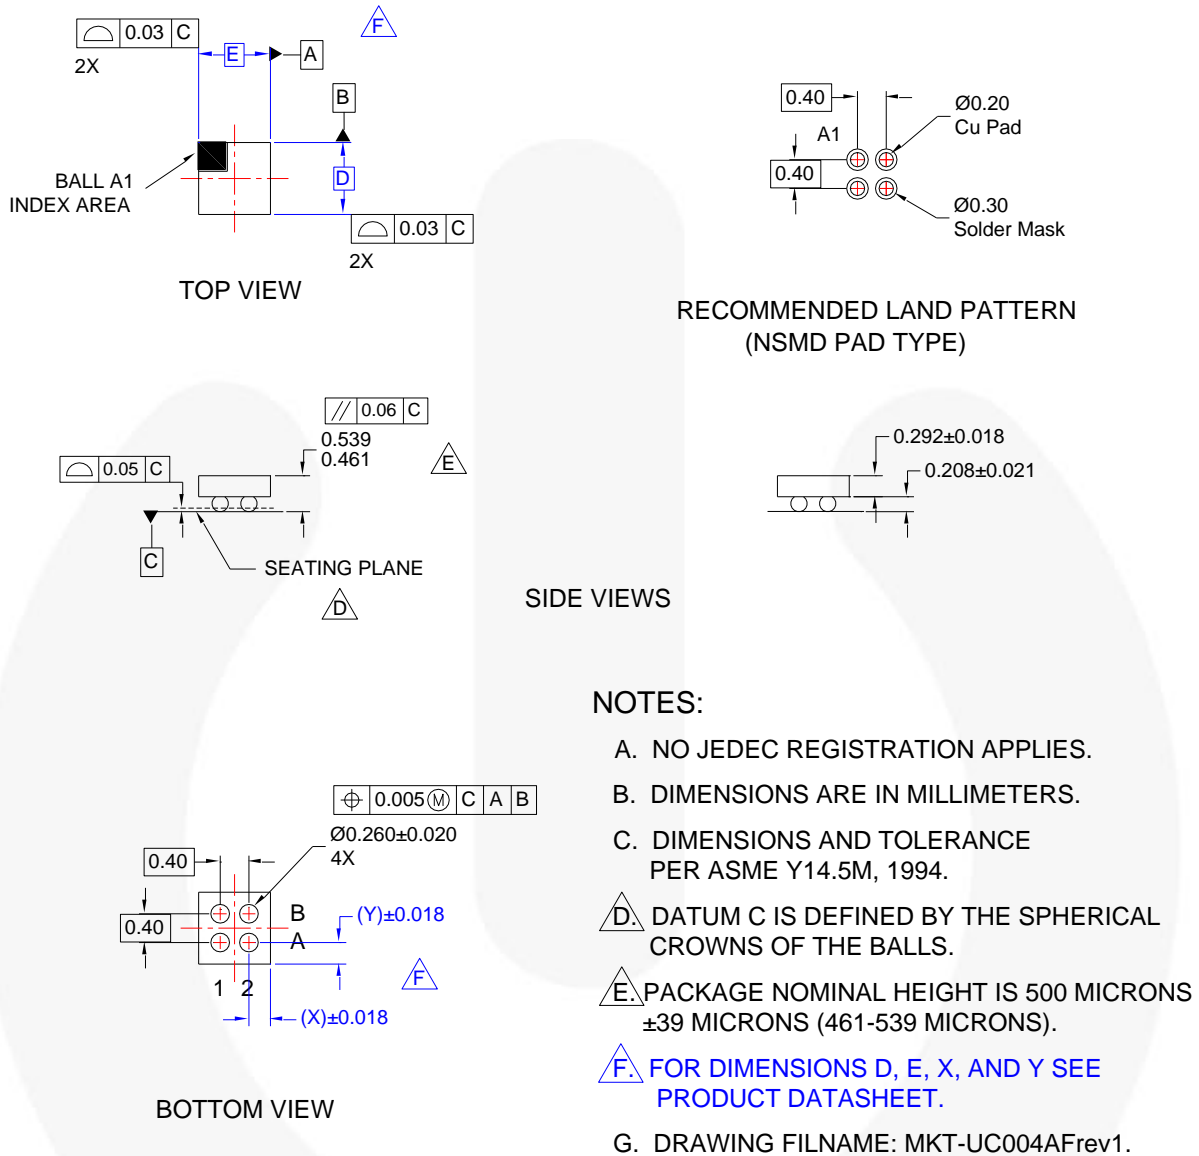 0.03 C
2X
E
A
F
B
D
BALL A1
INDEX AREA
0.03 C
2X
TOP VIEW
0.40
A1
0.40
Ø0.20
Cu Pad
Ø0.30
Solder Mask
RECOMMENDED LAND PATTERN
(NSMD PAD TYPE)
// 0.06 C
0.539
0.461
E
0.05 C
C
SEATING PLANE
D
0.292±0.018
0.208±0.021
SIDE VIEWS
0.005 Ⓜ C A B
Ø0.260±0.020
4X
0.40
0.40
B
A
1 2
(Y)±0.018
F
(X)±0.018
BOTTOM VIEW
NOTES:
A. NO JEDEC REGISTRATION APPLIES.
B. DIMENSIONS ARE IN MILLIMETERS.
C. DIMENSIONS AND TOLERANCE
PER ASME Y14.5M, 1994.
D. DATUM C IS DEFINED BY THE SPHERICAL
CROWNS OF THE BALLS.
E. PACKAGE NOMINAL HEIGHT IS 500 MICRONS
±39 MICRONS (461-539 MICRONS).
F. FOR DIMENSIONS D, E, X, AND Y SEE
PRODUCT DATASHEET.
G. DRAWING FILNAME: MKT-UC004AFrev1.